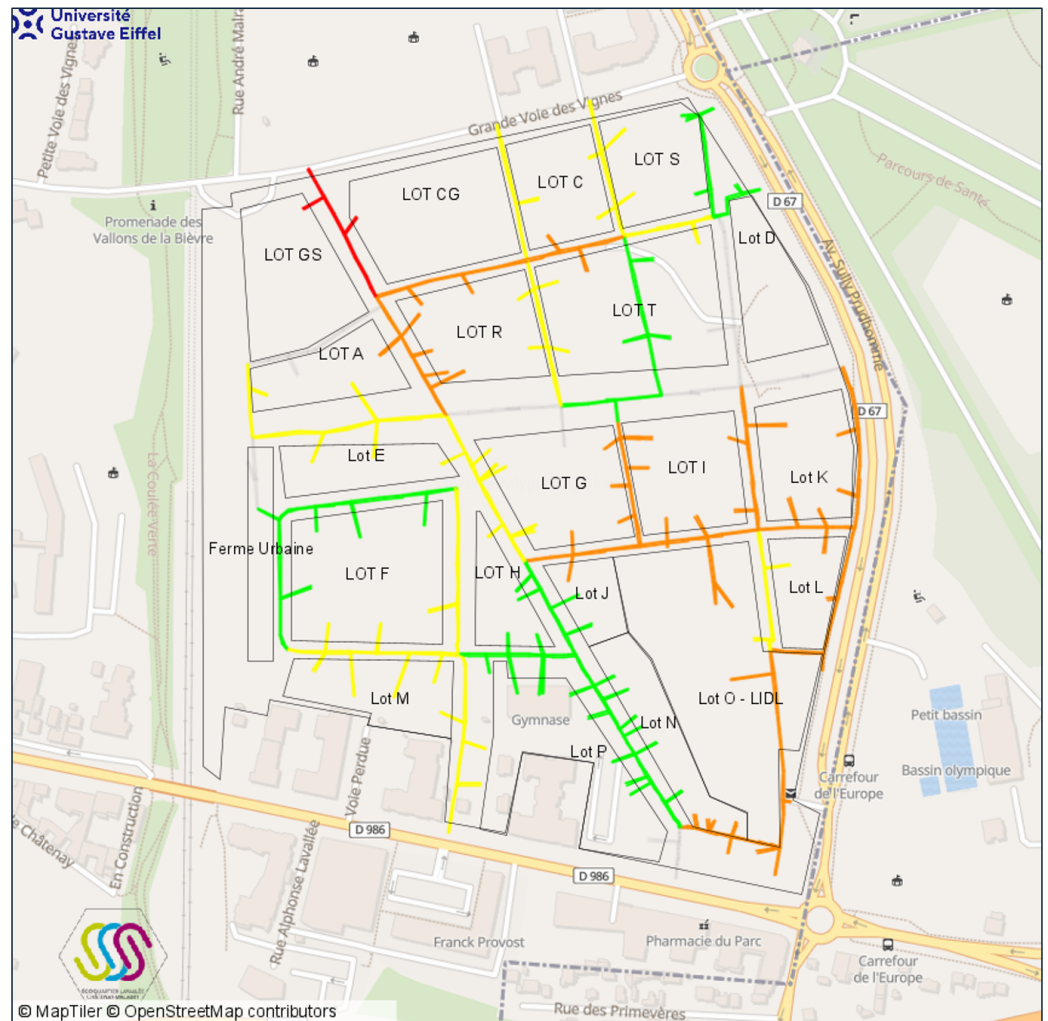 Université
Gustave Eiffel
Petite Voie des Vignes
Rue André Malra
Grande Voie des Vignes
Parcours de Santé
Promenade des
Vallons de la Bièvre
LOT CG
LOT C
LOT S
D 67
LOT GS
Lot D
Av. Sully Prudhomme
LOT R
LOT T
LOT A
D 67
La Coulée Verte
Lot E
LOT G
LOT I
Lot K
Ferme Urbaine
LOT F
LOT H
Lot J
Lot L
Lot M
Gymnase
Lot N
Lot O - LIDL
Petit bassin
Lot P
Bassin olympique
Voie Perdue
Carrefour
de l'Europe
D 986
e Châtenay
En Construction
Rue Alphonse Lavallée
D 986
Franck Provost
Pharmacie du Parc
Carrefour
de l'Europe
Rue des Primevères
© MapTiler © OpenStreetMap contributors